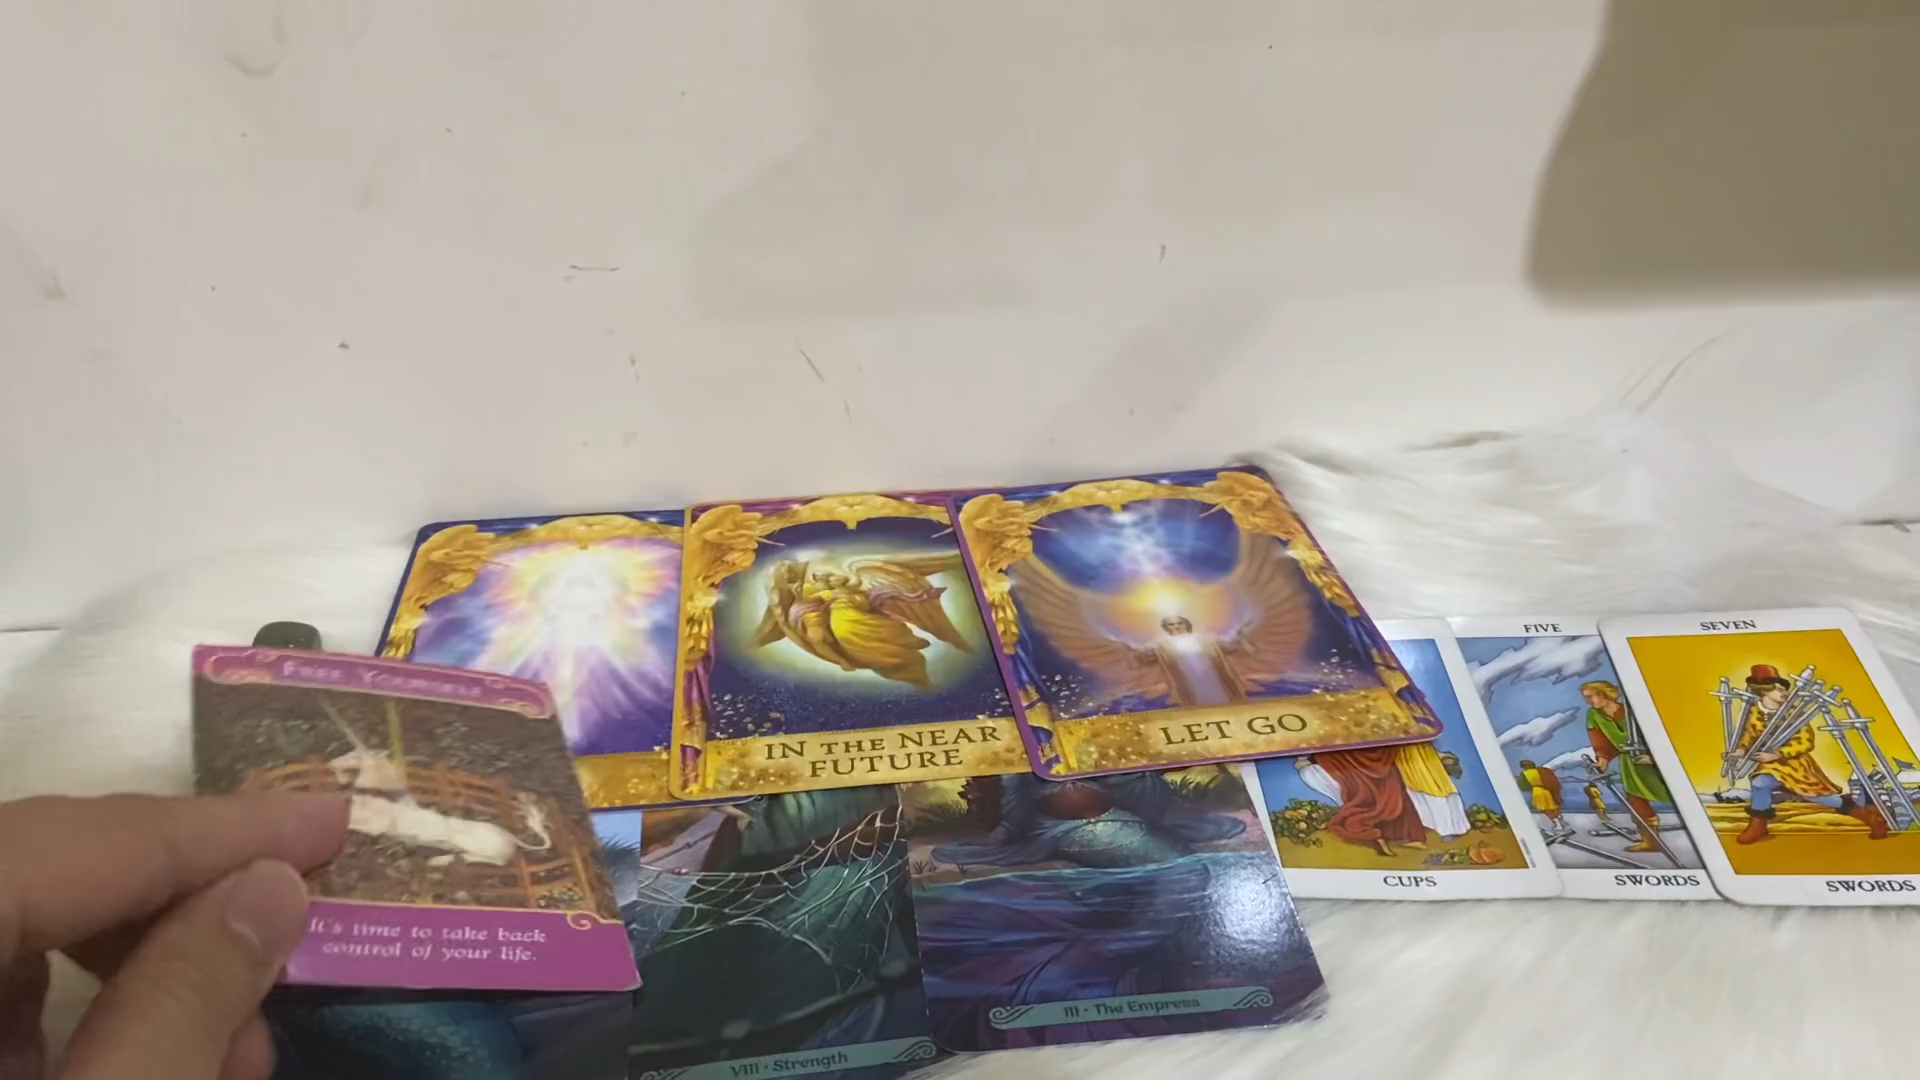 FREE YOURSELF
It's time to take back
control of your life.
IN THE NEAR
FUTURE
LET GO
VIII • Strength
III • The Empress
CUPS
FIVE
SWORDS
SEVEN
SWORDS